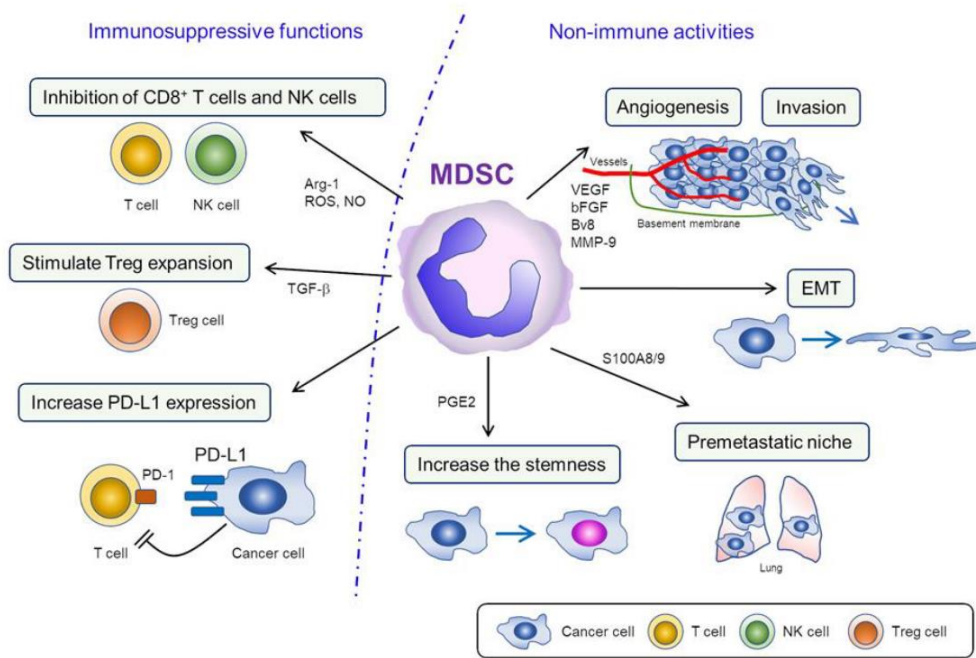 Immunosuppressive functions
Non-immune activities
Inhibition of CD8⁺ T cells and NK cells
T cell
NK cell
Arg-1
ROS, NO
MDSC
Angiogenesis
Invasion
Vessels
VEGF
bFGF
Bv8
MMP-9
Basement membrane
Stimulate Treg expansion
TGF-β
Treg cell
EMT
Increase PD-L1 expression
PD-L1
PD-1
T cell
Cancer cell
PGE2
Increase the stemness
S100A8/9
Premetastatic niche
Lung
Cancer cell
T cell
NK cell
Treg cell